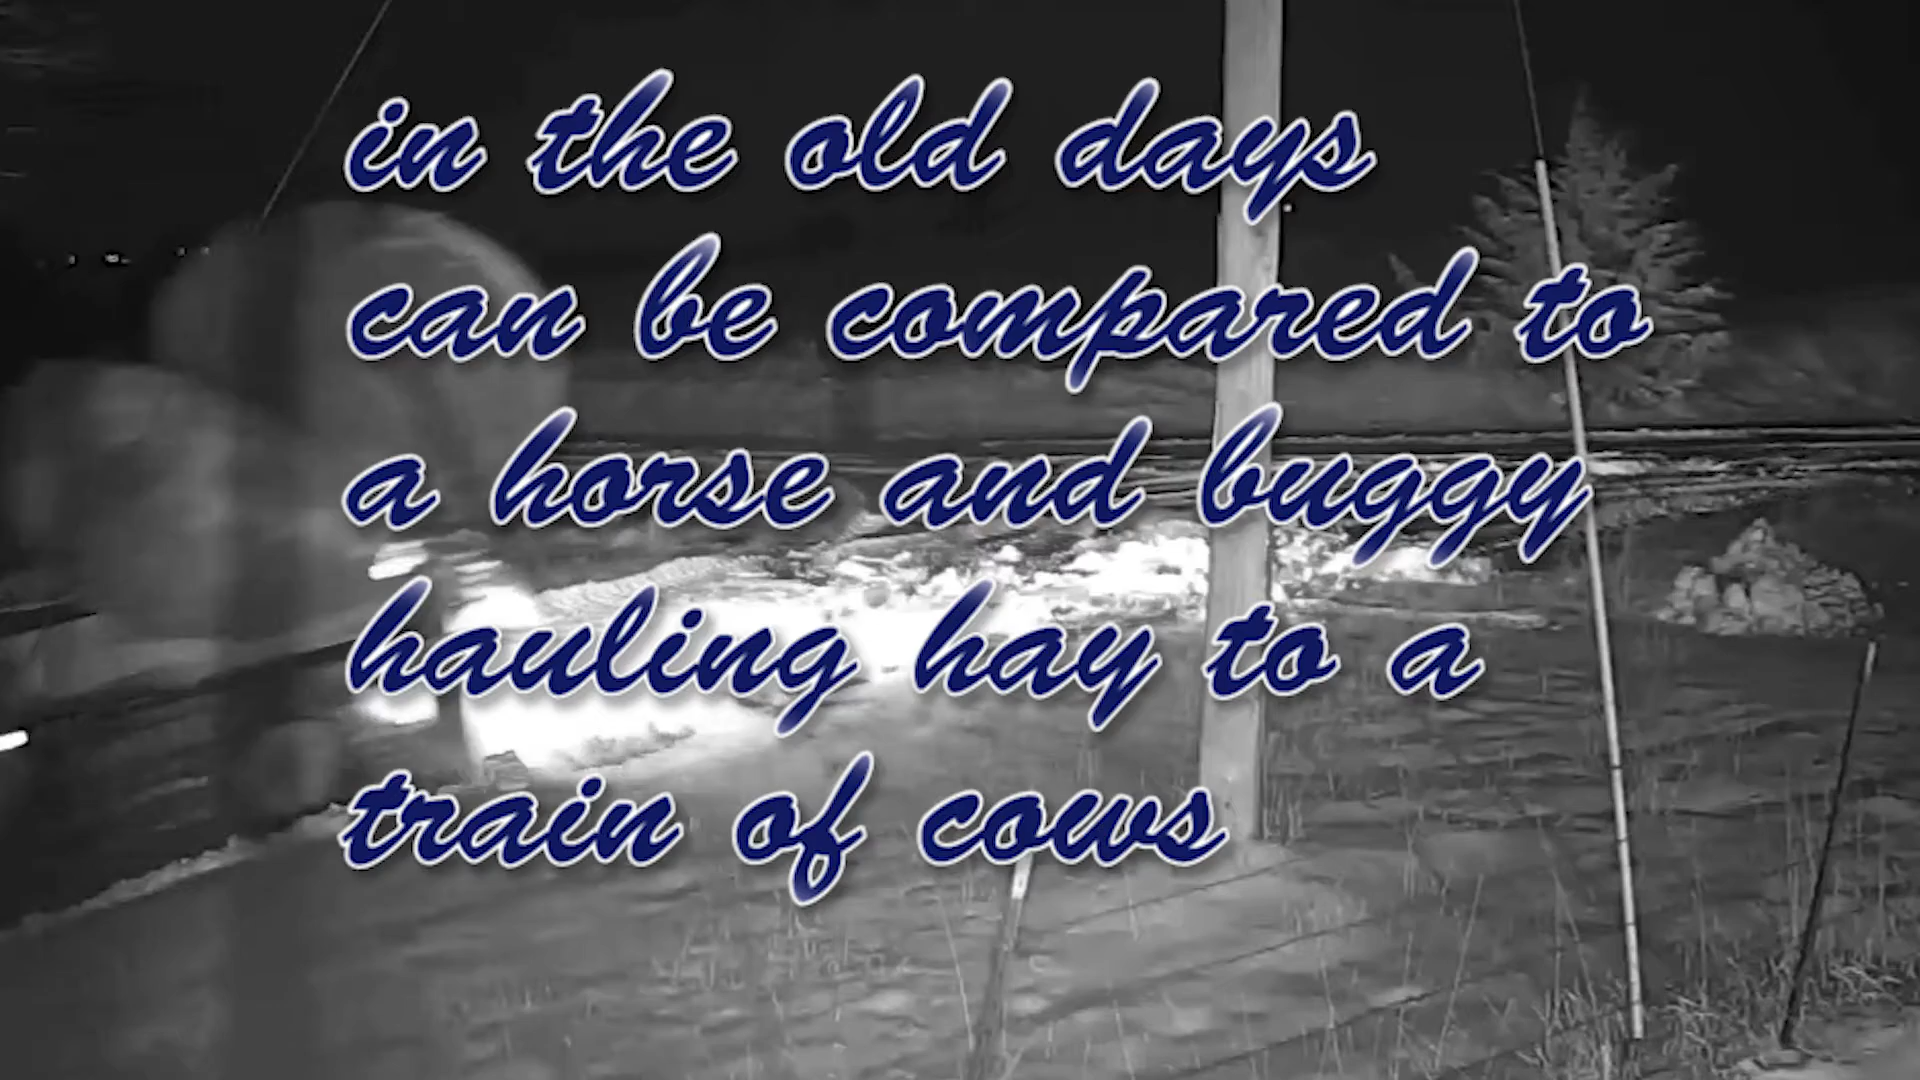 in the old days
can be compared to
a horse and buggy
hauling hay to a
train of cows